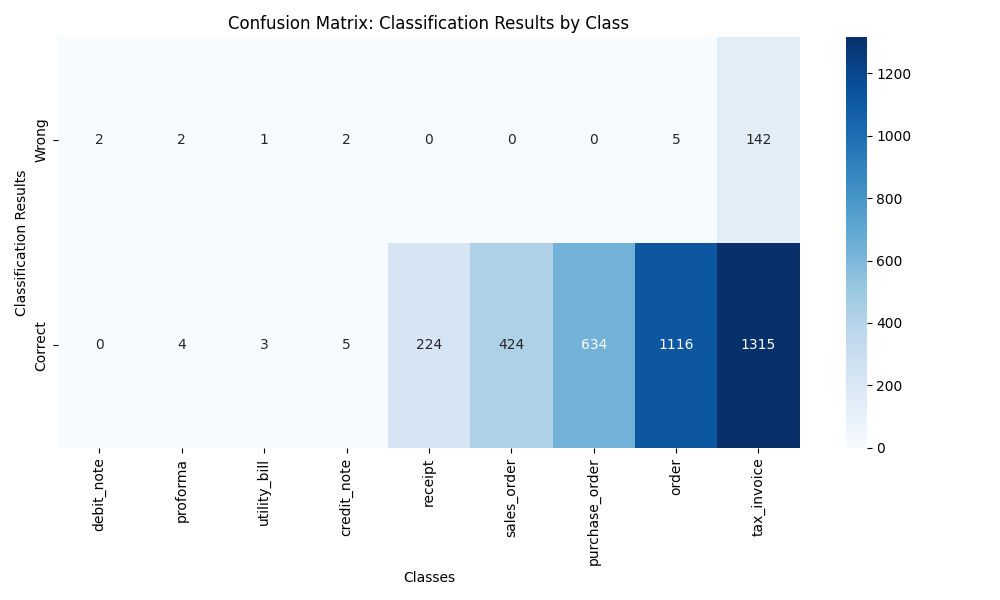 Confusion Matrix: Classification Results by Class
Classification Results
Wrong
2 2 1 2 0 0 0 5 142
Correct
0 4 3 5 224 424 634 1116 1315
debit_note proforma utility_bill credit_note receipt sales_order purchase_order order tax_invoice
Classes
1200
1000
800
600
400
200
0